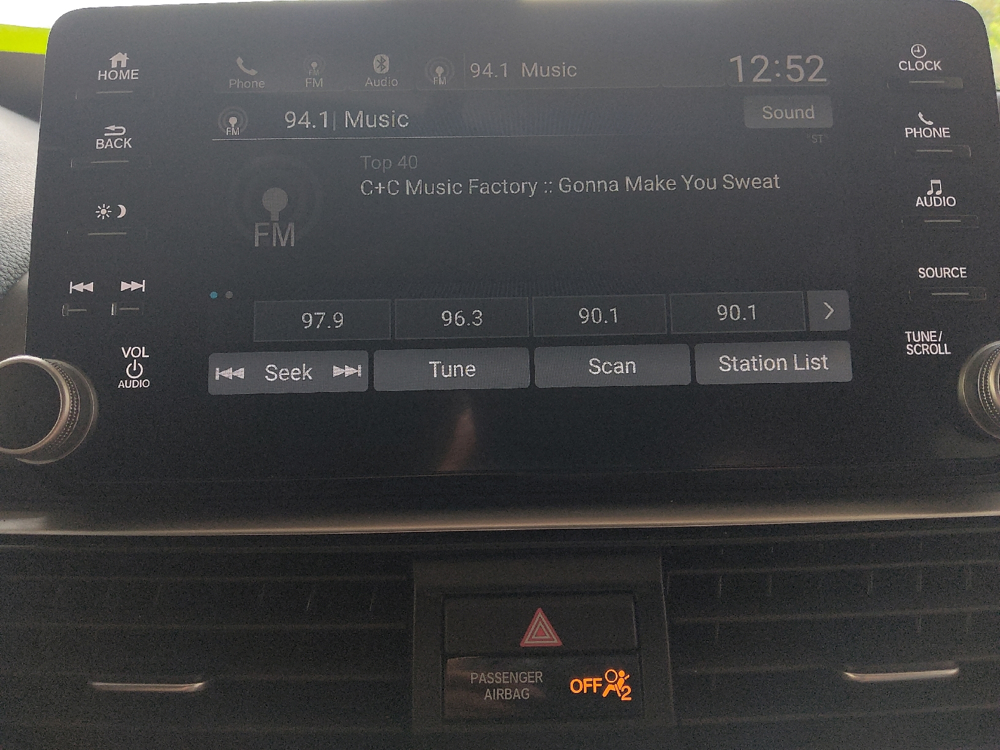 HOME
Phone
FM
Audio
FM
94.1 Music
12:52
CLOCK
FM
94.1 Music
Sound
BACK
PHONE
ST
Top 40
C+C Music Factory :: Gonna Make You Sweat
FM
AUDIO
SOURCE
97.9
96.3
90.1
90.1
VOL
AUDIO
TUNE/
SCROLL
Seek
Tune
Scan
Station List
PASSENGER
AIRBAG
OFF
2